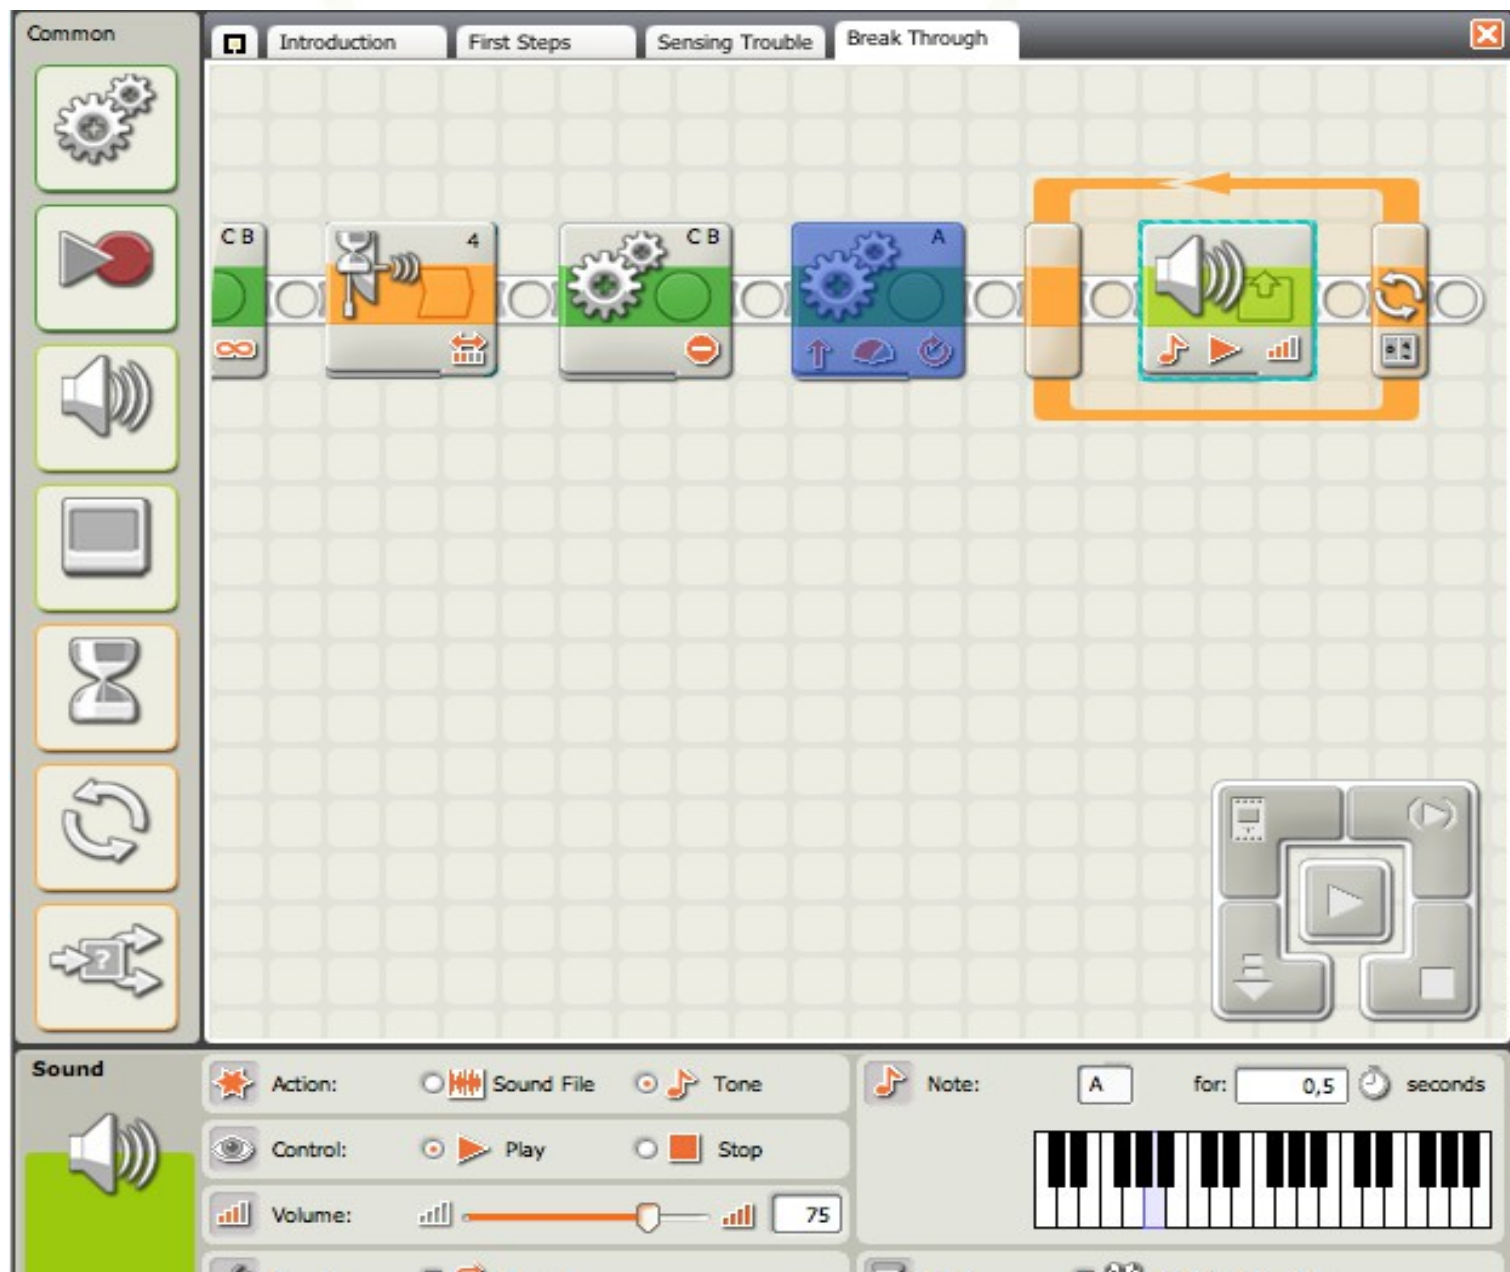 Common
Introduction
First Steps
Sensing Trouble
Break Through
C B
4
C B
A
?
Sound
Action:
Sound File
Tone
Note:
A
for:
0,5
seconds
Control:
Play
Stop
Volume:
75